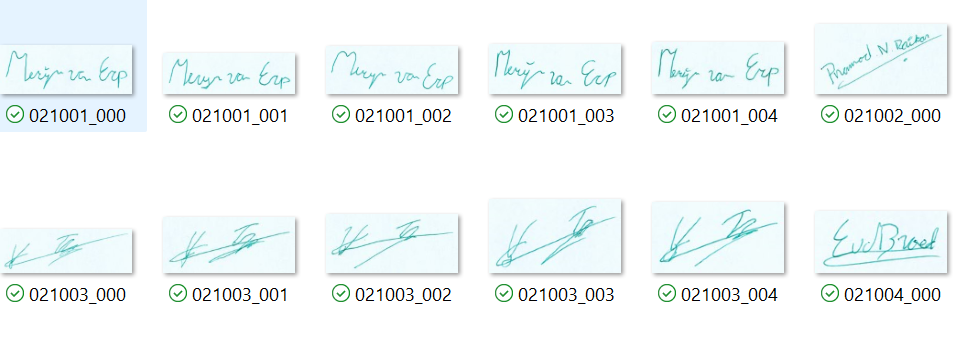 Merijn van Erp Merijn van Erp Merijn van Erp Merijn van Erp Merijn van Erp
021001_000 021001_001 021001_002 021001_003 021001_004 021002_000
021003_000 021003_001 021003_002 021003_003 021003_004 021004_000